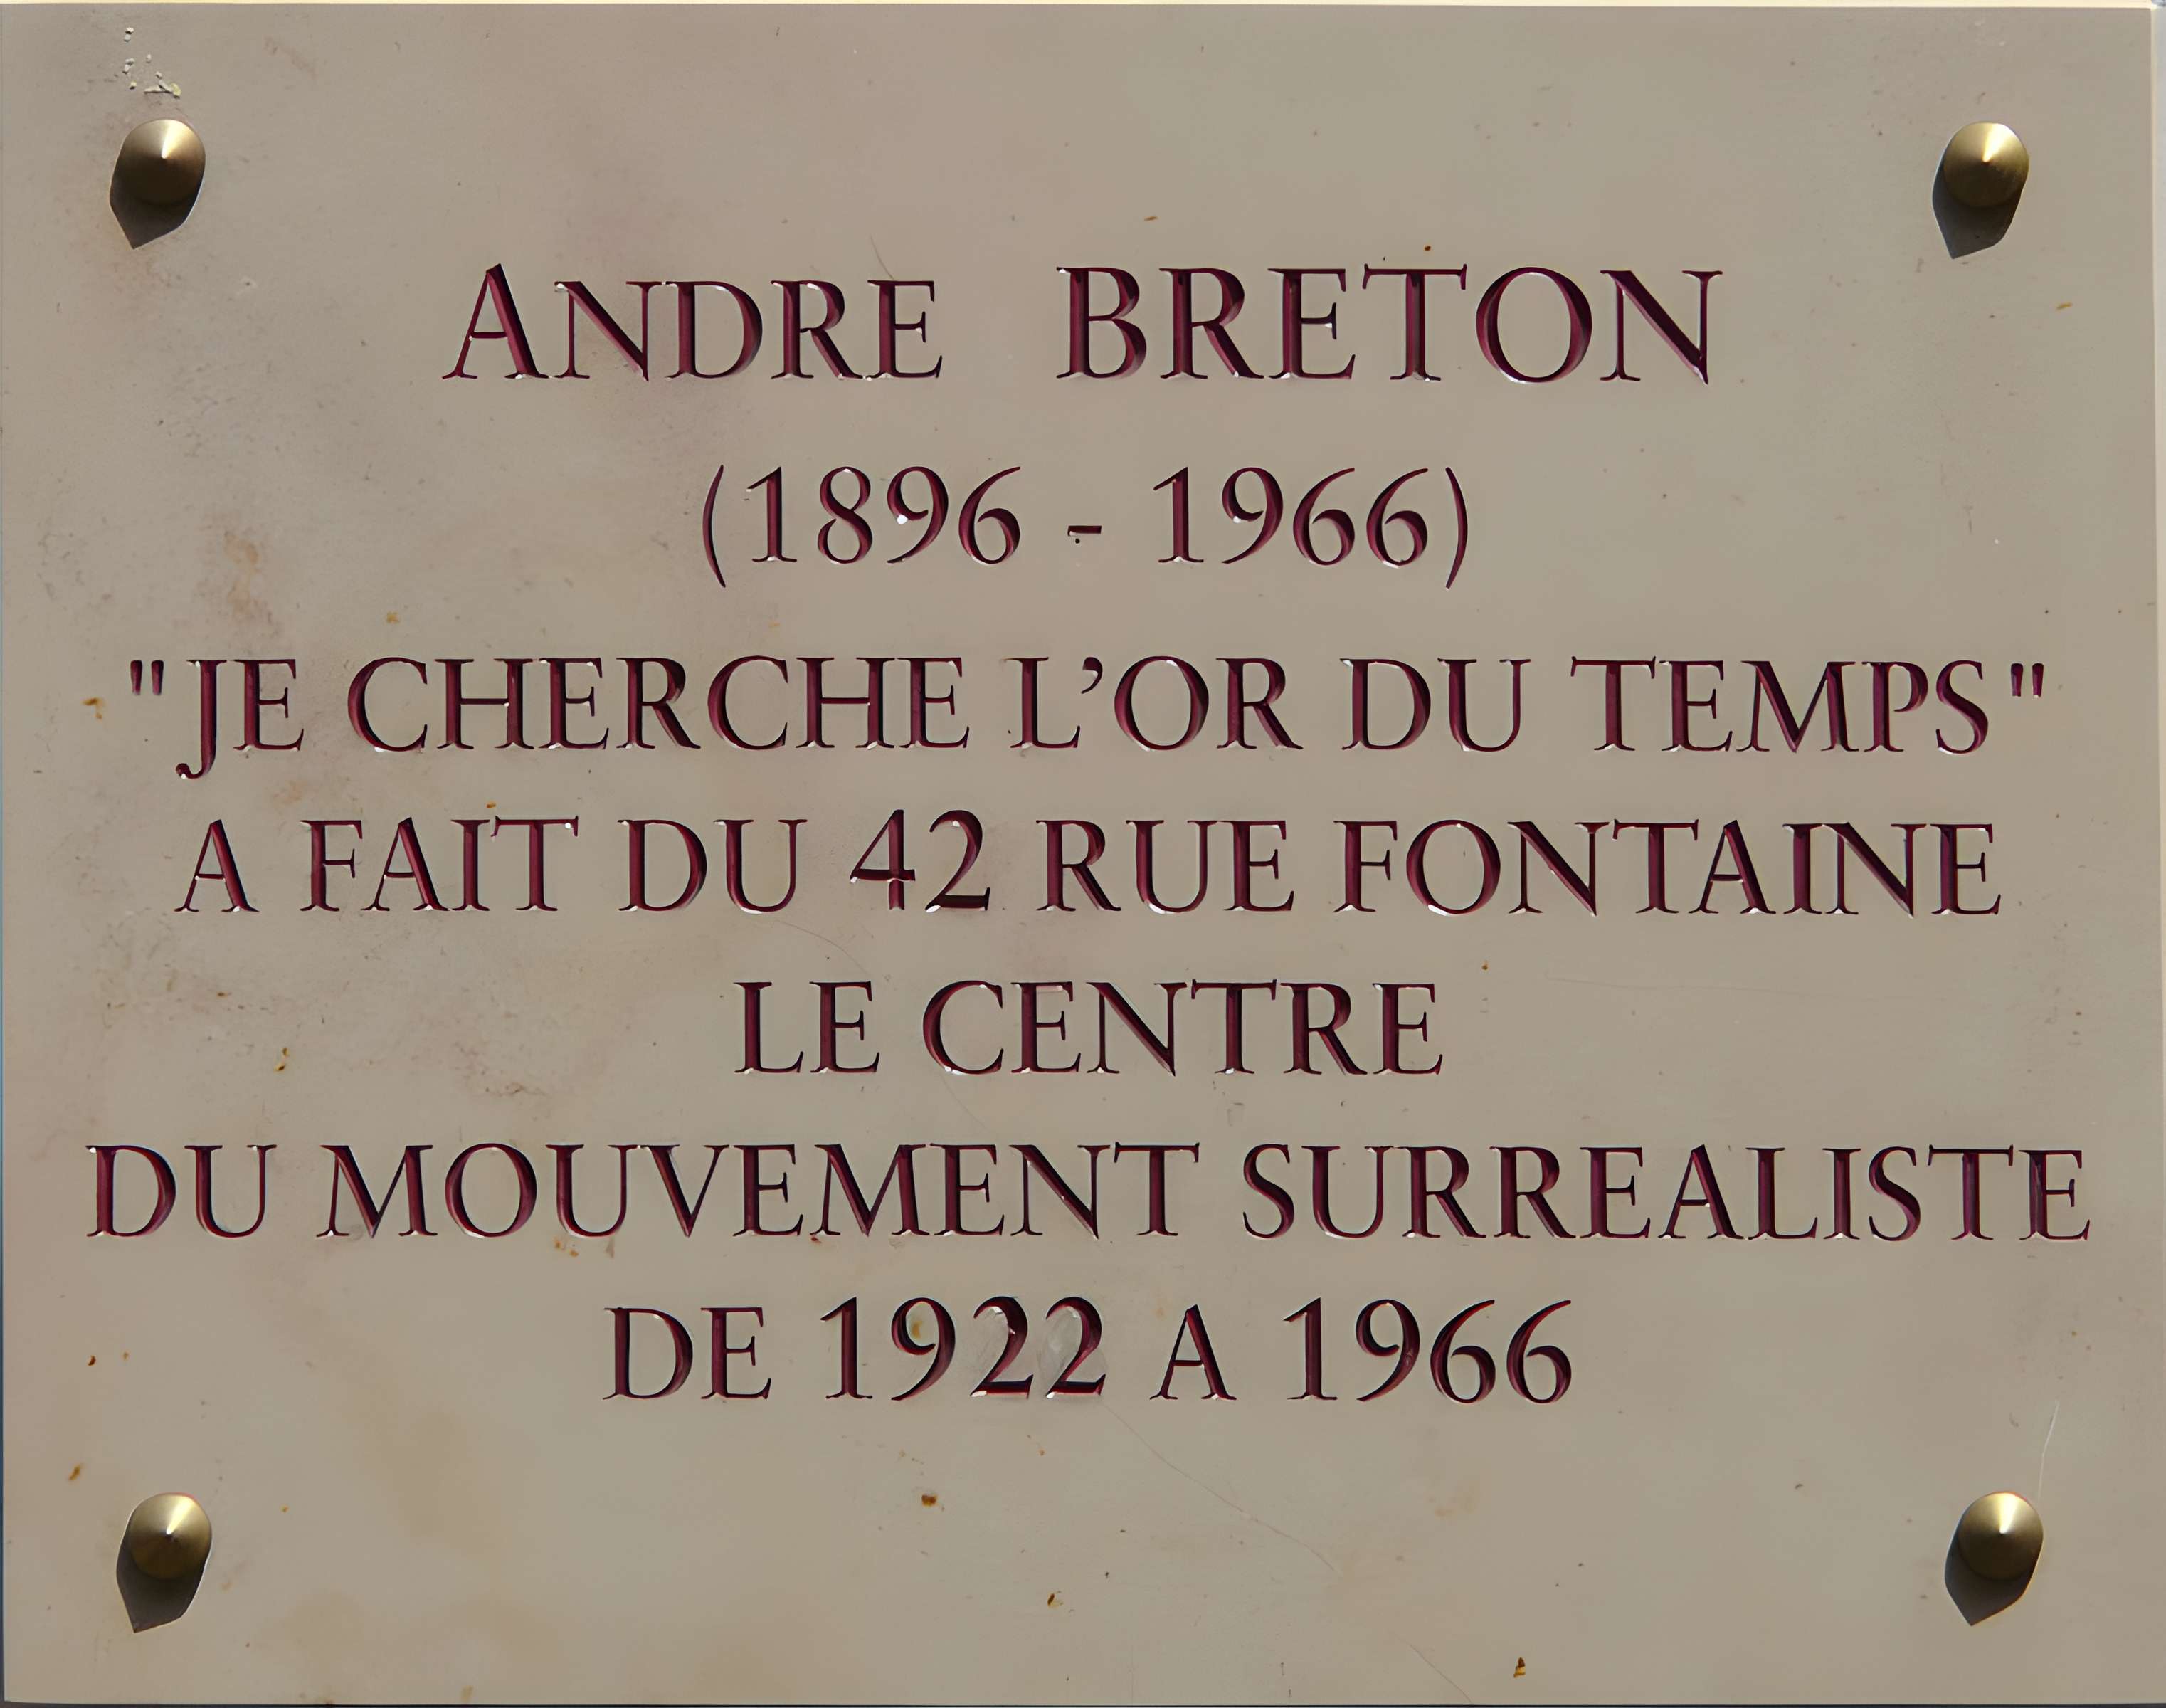 ANDRE BRETON
(1896 - 1966)
"JE CHERCHE L'OR DU TEMPS"
A FAIT DU 42 RUE FONTAINE
LE CENTRE
DU MOUVEMENT SURREALISTE
DE 1922 A 1966